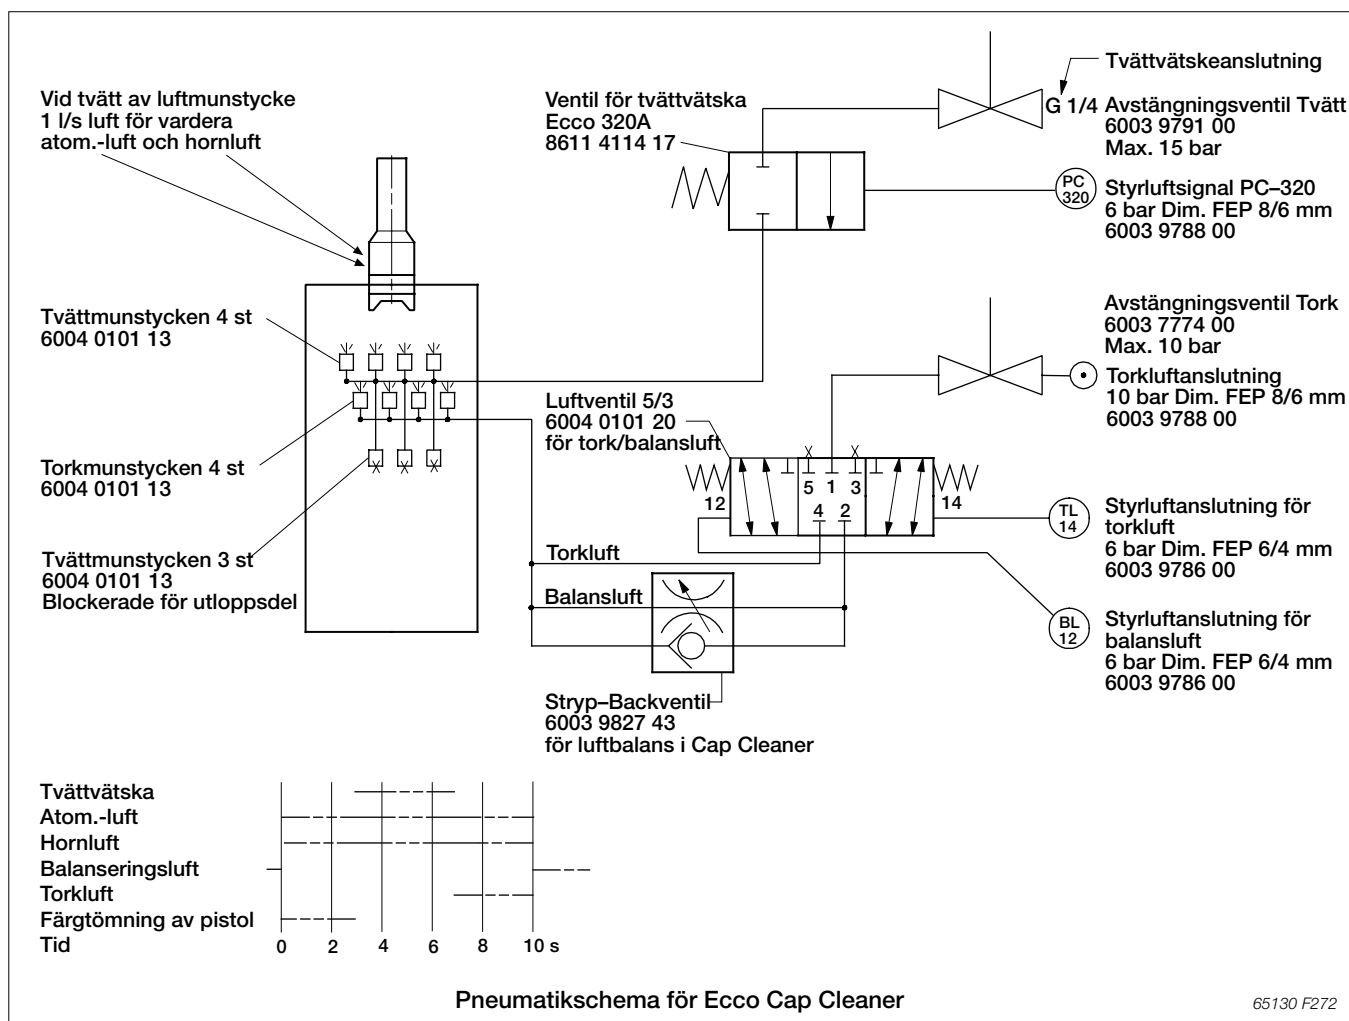 Vid tvätt av luftmunstycke
1 l/s luft för vardera
atom.-luft och hornluft
Ventil för tvättvätska
Ecco 320A
8611 4114 17
Tvättvätskeanslutning
G 1/4
Avstängningsventil Tvätt
6003 9791 00
Max. 15 bar
PC
320
Styrluftsignal PC–320
6 bar Dim. FEP 8/6 mm
6003 9788 00
Tvättmunstycken 4 st
6004 0101 13
Avstängningsventil Tork
6003 7774 00
Max. 10 bar
Torkluftanslutning
10 bar Dim. FEP 8/6 mm
6003 9788 00
Luftventil 5/3
6004 0101 20
för tork/balansluft
Torkmunstycken 4 st
6004 0101 13
5 1 3
12
4 2
14
TL
14
Styrluftanslutning för
torkluft
6 bar Dim. FEP 6/4 mm
6003 9786 00
Tvättmunstycken 3 st
6004 0101 13
Blockerade för utloppsdel
Torkluft
Balansluft
BL
12
Styrluftanslutning för
balansluft
6 bar Dim. FEP 6/4 mm
6003 9786 00
Stryp–Backventil
6003 9827 43
för luftbalans i Cap Cleaner
Tvättvätska
Atom.-luft
Hornluft
Balanseringsluft
Torkluft
Färgtömning av pistol
Tid 0 2 4 6 8 10 s
Pneumatikschema för Ecco Cap Cleaner
65130 F272